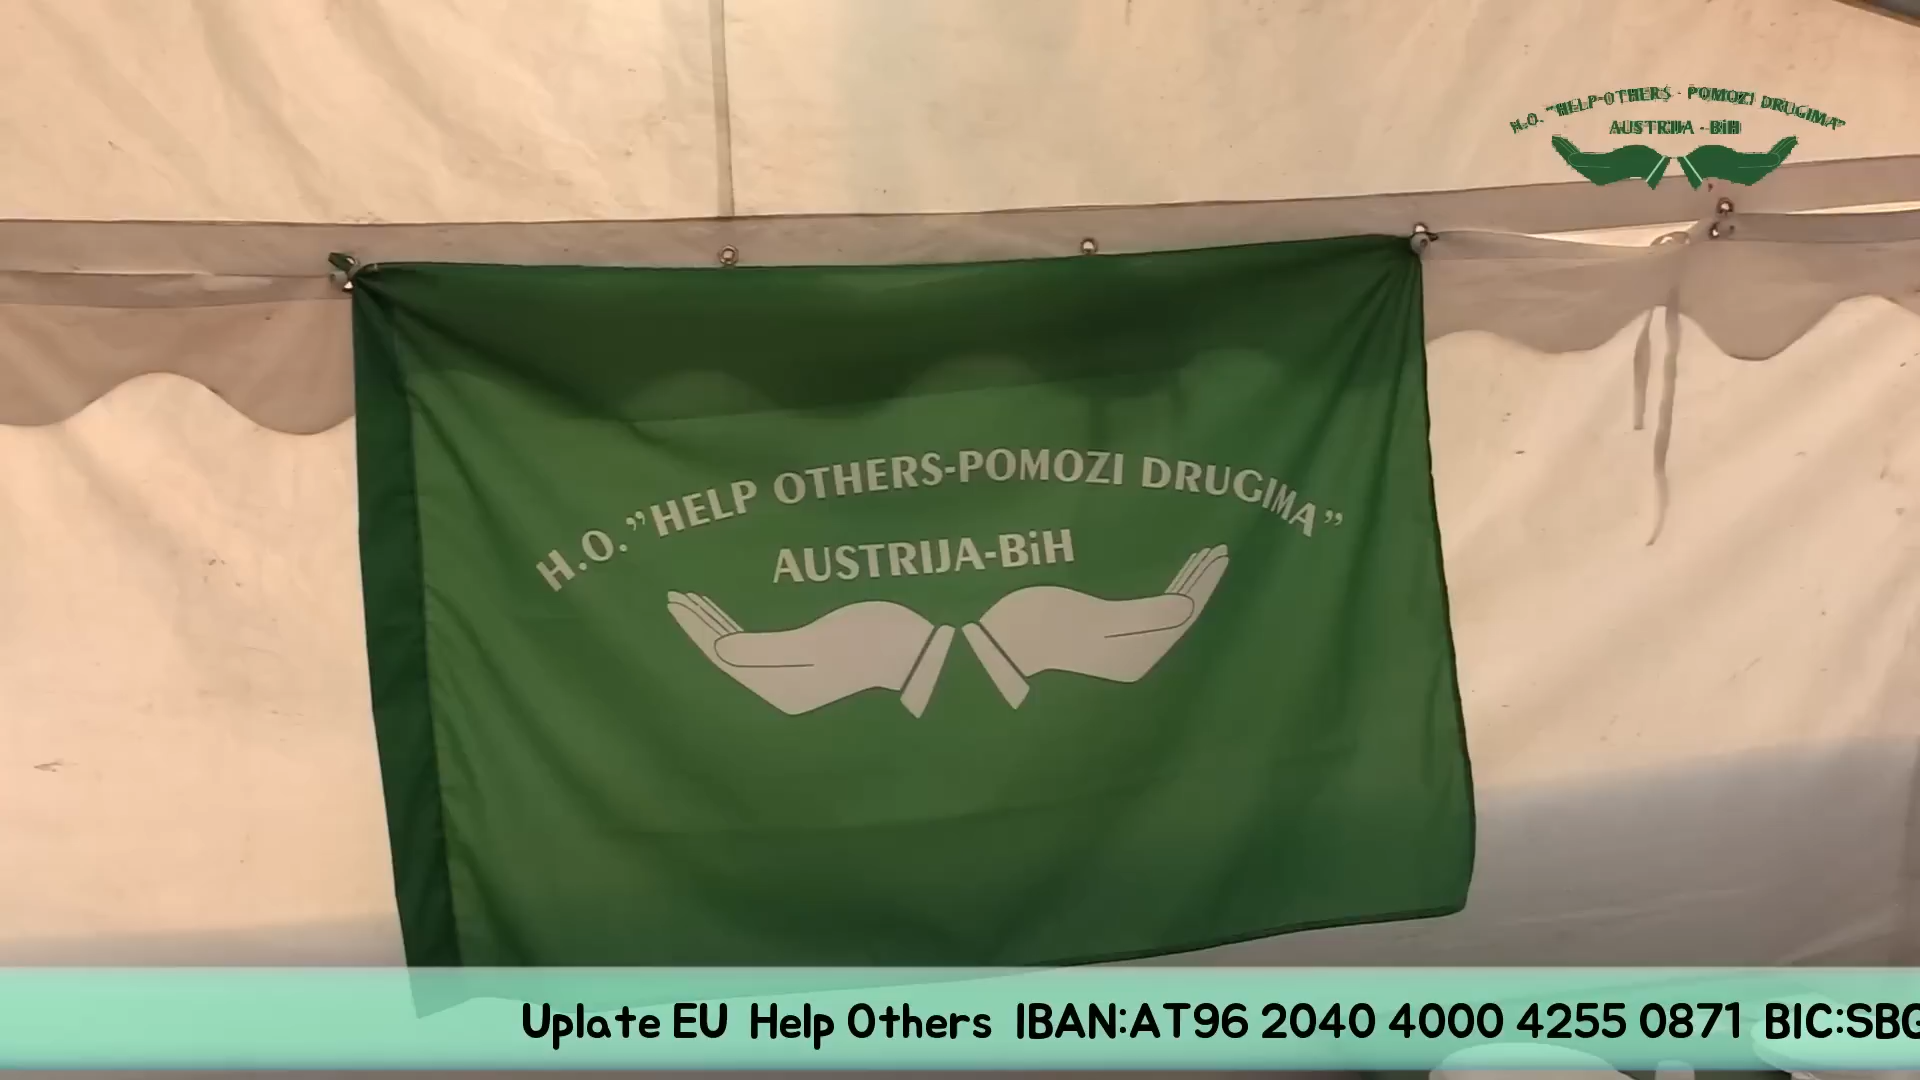 H.O. "HELP-OTHERS - POMOZI DRUGIMA"
AUSTRIJA - BiH
H.O. ”HELP OTHERS-POMOZI DRUGIMA”
AUSTRIJA-BiH
Uplate EU Help Others IBAN:AT96 2040 4000 4255 0871 BIC:SBG